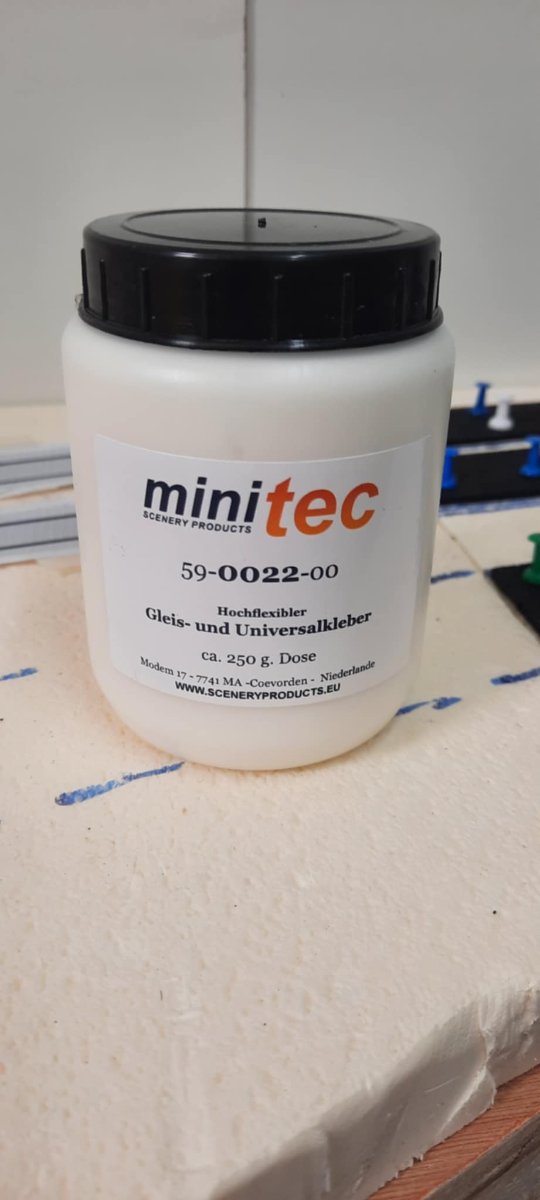 minitec
SCENERY PRODUCTS
59-0022-00
Hochflexibler
Gleis- und Universalkleber
ca. 250 g. Dose
Modem 17 - 7741 MA -Coevorden - Niederlande
WWW.SCENERYPRODUCTS.EU